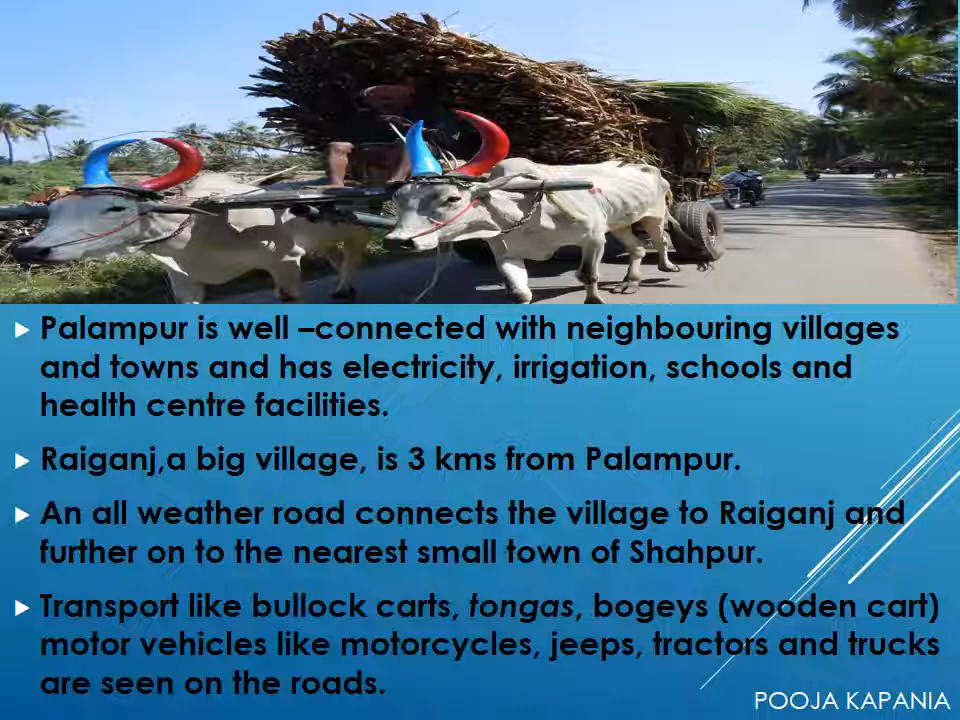 Palampur is well –connected with neighbouring villages
and towns and has electricity, irrigation, schools and
health centre facilities.
Raiganj,a big village, is 3 kms from Palampur.
An all weather road connects the village to Raiganj and
further on to the nearest small town of Shahpur.
Transport like bullock carts, tongas, bogeys (wooden cart)
motor vehicles like motorcycles, jeeps, tractors and trucks
are seen on the roads.
POOJA KAPANIA